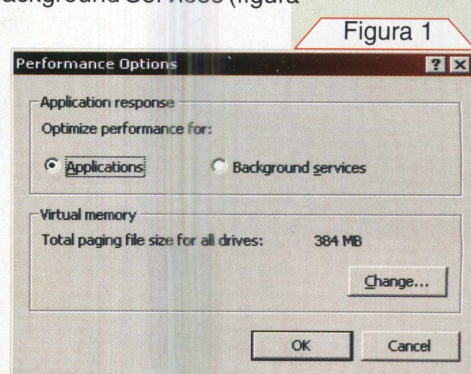 ackground Services (figura
Figura 1
Performance Options
Application response
Optimize performance for:
Applications
Background services
Virtual memory
Total paging file size for all drives: 384 MB
Change...
OK Cancel